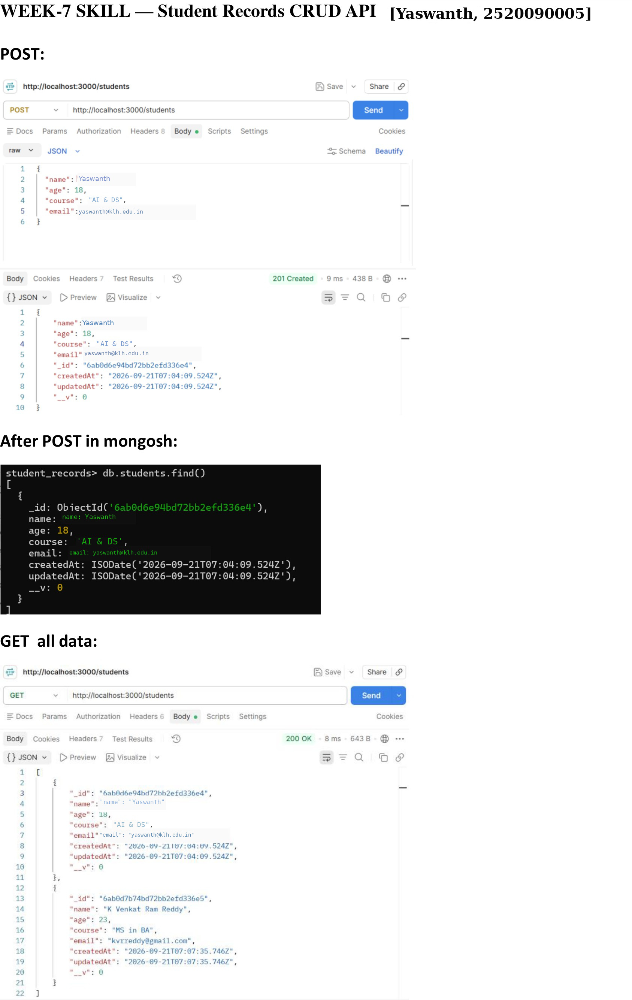 WEEK-7 SKILL — Student Records CRUD API [Yaswanth, 2520090005]
POST:
HTTP http://localhost:3000/students Save Share
POST http://localhost:3000/students Send
Docs Params Authorization Headers 8 Body Scripts Settings Cookies
raw JSON Schema Beautify
1 {
2 "name": Yaswanth
3 "age": 18,
4 "course": "AI & DS",
5 "email":yaswanth@klh.edu.in
6 }
Body Cookies Headers 7 Test Results 201 Created • 9 ms • 438 B
{} JSON Preview Visualize
1 {
2 "name":Yaswanth
3 "age": 18,
4 "course": "AI & DS",
5 "email" yaswanth@klh.edu.in
6 "_id": "6ab0d6e94bd72bb2efd336e4",
7 "createdAt": "2026-09-21T07:04:09.524Z",
8 "updatedAt": "2026-09-21T07:04:09.524Z",
9 "__v": 0
10 }
After POST in mongosh:
student_records> db.students.find()
[
{
_id: ObjectId('6ab0d6e94bd72bb2efd336e4'),
name: name: Yaswanth
age: 18,
course: 'AI & DS',
email: email: yaswanth@klh.edu.in
createdAt: ISODate('2026-09-21T07:04:09.524Z'),
updatedAt: ISODate('2026-09-21T07:04:09.524Z'),
__v: 0
}
]
GET all data:
HTTP http://localhost:3000/students Save Share
GET http://localhost:3000/students Send
Docs Params Authorization Headers 6 Body Scripts Settings Cookies
Body Cookies Headers 7 Test Results 200 OK • 8 ms • 643 B
{} JSON Preview Visualize
1 [
2 {
3 "_id": "6ab0d6e94bd72bb2efd336e4",
4 "name": "name": "Yaswanth"
5 "age": 18,
6 "course": "AI & DS",
7 "email" "email": "yaswanth@klh.edu.in"
8 "createdAt": "2026-09-21T07:04:09.524Z",
9 "updatedAt": "2026-09-21T07:04:09.524Z",
10 "__v": 0
11 },
12 {
13 "_id": "6ab0d7b74bd72bb2efd336e5",
14 "name": "K Venkat Ram Reddy",
15 "age": 23,
16 "course": "MS in BA",
17 "email": "kvrreddy@gmail.com",
18 "createdAt": "2026-09-21T07:07:35.746Z",
19 "updatedAt": "2026-09-21T07:07:35.746Z",
20 "__v": 0
21 }
22 ]